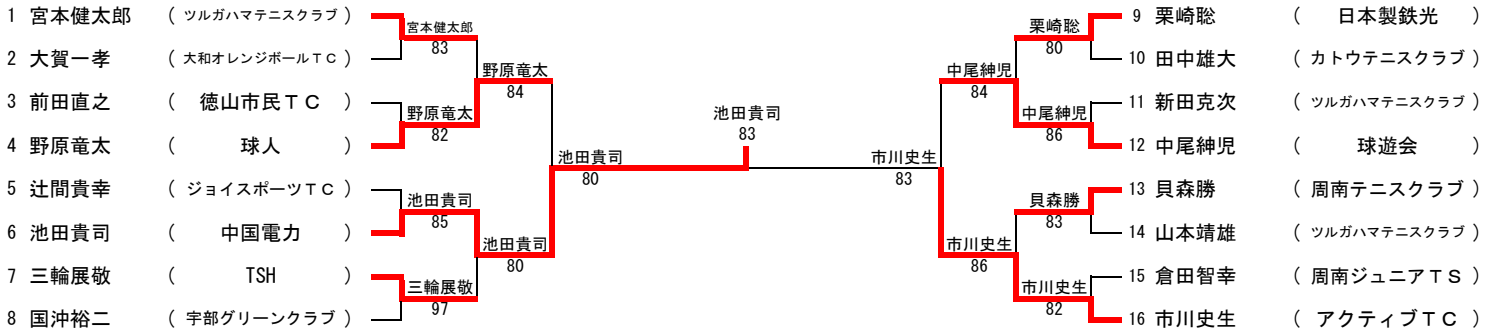 1 宮本健太郎 ( ツルガハマテニスクラブ )
宮本健太郎
83
2 大賀一孝 ( 大和オレンジボールTC )
野原竜太
84
3 前田直之 ( 徳山市民TC )
野原竜太
82
4 野原竜太 ( 球人 )
池田貴司
80
5 辻間貴幸 ( ジョイスポーツTC )
池田貴司
85
6 池田貴司 ( 中国電力 )
池田貴司
80
7 三輪展敬 ( TSH )
三輪展敬
97
8 国沖裕二 ( 宇部グリーンクラブ )
池田貴司
83
9 栗崎聡 ( 日本製鉄光 )
栗崎聡
80
10 田中雄大 ( カトウテニスクラブ )
中尾紳児
84
11 新田克次 ( ツルガハマテニスクラブ )
中尾紳児
86
12 中尾紳児 ( 球遊会 )
市川史生
83
13 貝森勝 ( 周南テニスクラブ )
貝森勝
83
14 山本靖雄 ( ツルガハマテニスクラブ )
市川史生
86
15 倉田智幸 ( 周南ジュニアTS )
市川史生
82
16 市川史生 ( アクティブTC )